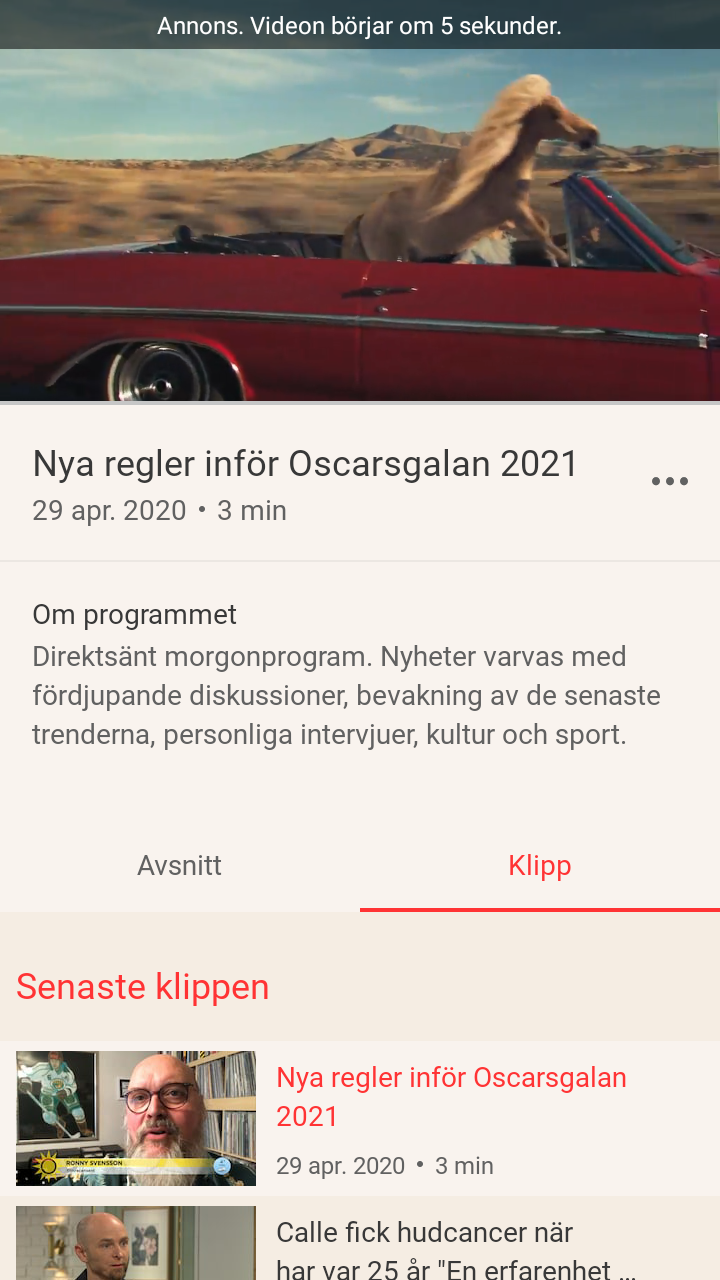 Annons. Videon börjar om 5 sekunder.
Nya regler inför Oscarsgalan 2021
29 apr. 2020 • 3 min
Om programmet
Direktsänt morgonprogram. Nyheter varvas med
fördjupande diskussioner, bevakning av de senaste
trenderna, personliga intervjuer, kultur och sport.
Avsnitt
Klipp
Senaste klippen
RONNY SVENSSON
Nya regler inför Oscarsgalan
2021
29 apr. 2020 • 3 min
Calle fick hudcancer när
har var 25 år "En erfarenhet ...